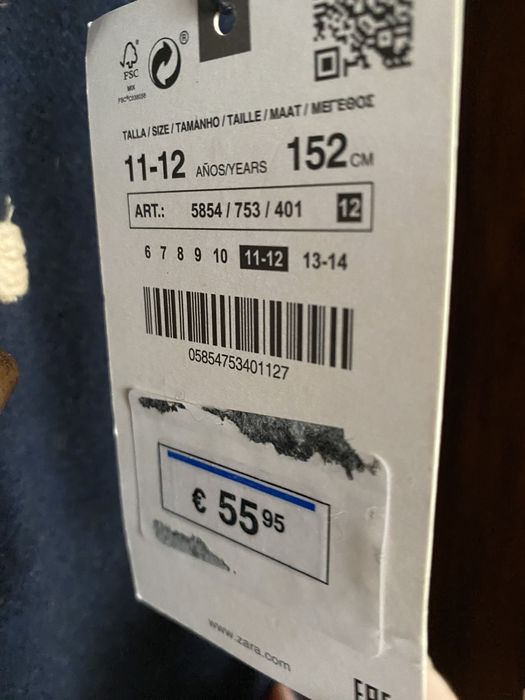 FSC
MIX
TALLA / SIZE / TAMANHO / TAILLE / MAAT / ΜΕΓΕΘΟΣ
11-12 AÑOS/YEARS 152 CM
ART.: 5854 / 753 / 401 12
6 7 8 9 10 11-12 13-14
05854753401127
€ 55 95
www.zara.com